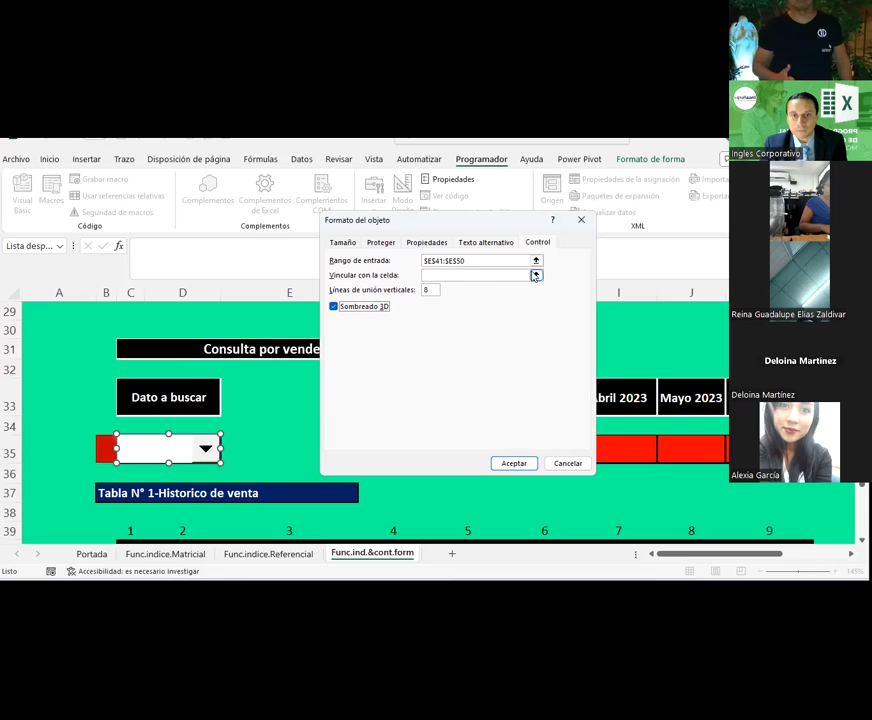 Archivo Inicio Insertar Trazo Disposición de página Fórmulas Datos Revisar Vista Automatizar Programador Ayuda Power Pivot Formato de forma
Visual Basic
Macros
Grabar macro
Usar referencias relativas
Seguridad de macros
Código
Complementos
Complementos de Excel
Complementos
Complementos
Insertar
Modo
Propiedades
Ver código
Origen
Propiedades de la asignación
Paquetes de expansión
datos
Import
Export
XML
Lista desp...
fx
Formato del objeto
?
Tamaño Proteger Propiedades Texto alternativo Control
Rango de entrada: $E$41:$E$50
Vincular con la celda:
Líneas de unión verticales: 8
Sombreado 3D
Aceptar Cancelar
A B C D E I J
29
30
31 Consulta por vende
32
33 Dato a buscar bril 2023 Mayo 2023
34
35
36
37 Tabla N° 1-Historico de venta
38
39 1 2 3 4 5 6 7 8 9
Portada Func.indice.Matricial Func.indice.Referencial Func.ind.&cont.form +
Listo Accesibilidad: es necesario investigar 145%
Ingles Corporativo
Reina Guadalupe Elias Zaldivar
Deloina Martinez
Deloina Martínez
Alexia García